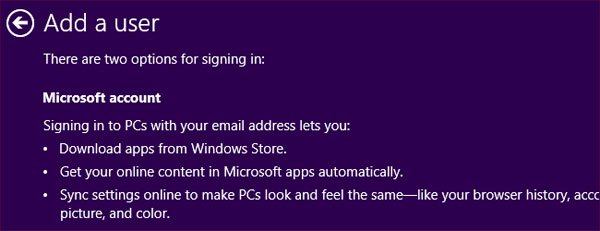 Add a user
There are two options for signing in:
Microsoft account
Signing in to PCs with your email address lets you:
• Download apps from Windows Store.
• Get your online content in Microsoft apps automatically.
• Sync settings online to make PCs look and feel the same—like your browser history, acc
picture, and color.